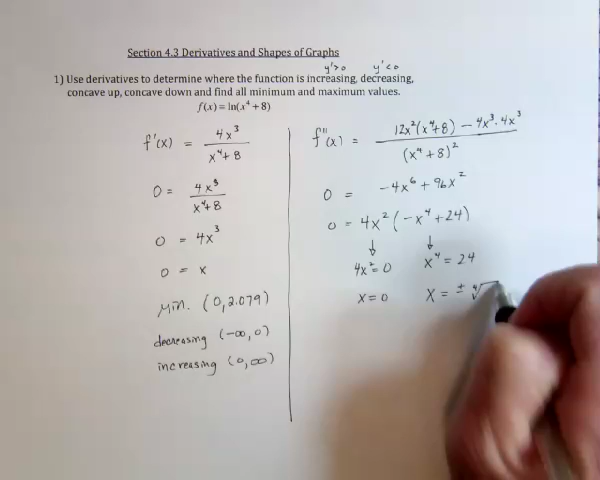 Section 4.3 Derivatives and Shapes of Graphs
y'>0 y'<0
1) Use derivatives to determine where the function is increasing, decreasing,
concave up, concave down and find all minimum and maximum values.
f(x) = ln(x⁴ + 8)
f'(x) = 4x³ / (x⁴+8)
0 = 4x³ / (x⁴+8)
0 = 4x³
0 = x
Min. (0, 2.079)
decreasing (-∞, 0)
increasing (0, ∞)
f''(x) = (12x²(x⁴+8) - 4x³·4x³) / (x⁴+8)²
0 = -4x⁶ + 96x²
0 = 4x²(-x⁴ + 24)
↓ ↓
4x² = 0 x⁴ = 24
x = 0 x = ± ⁴√